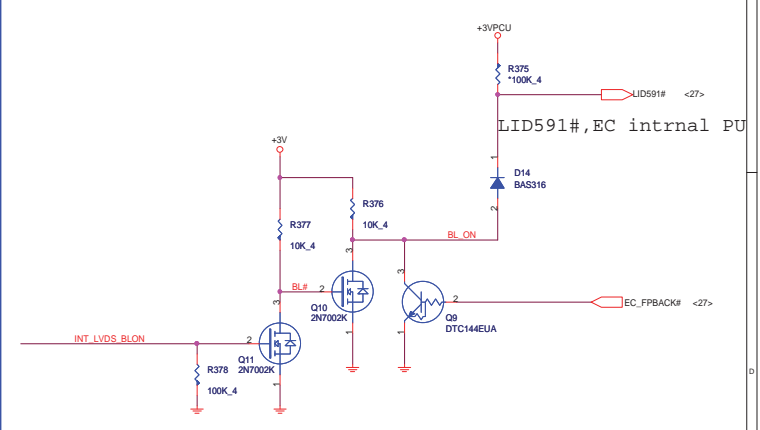 +3VPCU
R375
*100K_4
LID591# <27>
LID591#,EC intrnal PU
+3V
1
D14
BAS316
2
R376
10K_4
R377
10K_4
BL_ON
3
3
BL# 2
2 EC_FPBACK# <27>
Q10
2N7002K
Q9
DTC144EUA
3
1
1
INT_LVDS_BLON 2
Q11
2N7002K
R378
100K_4
1
D